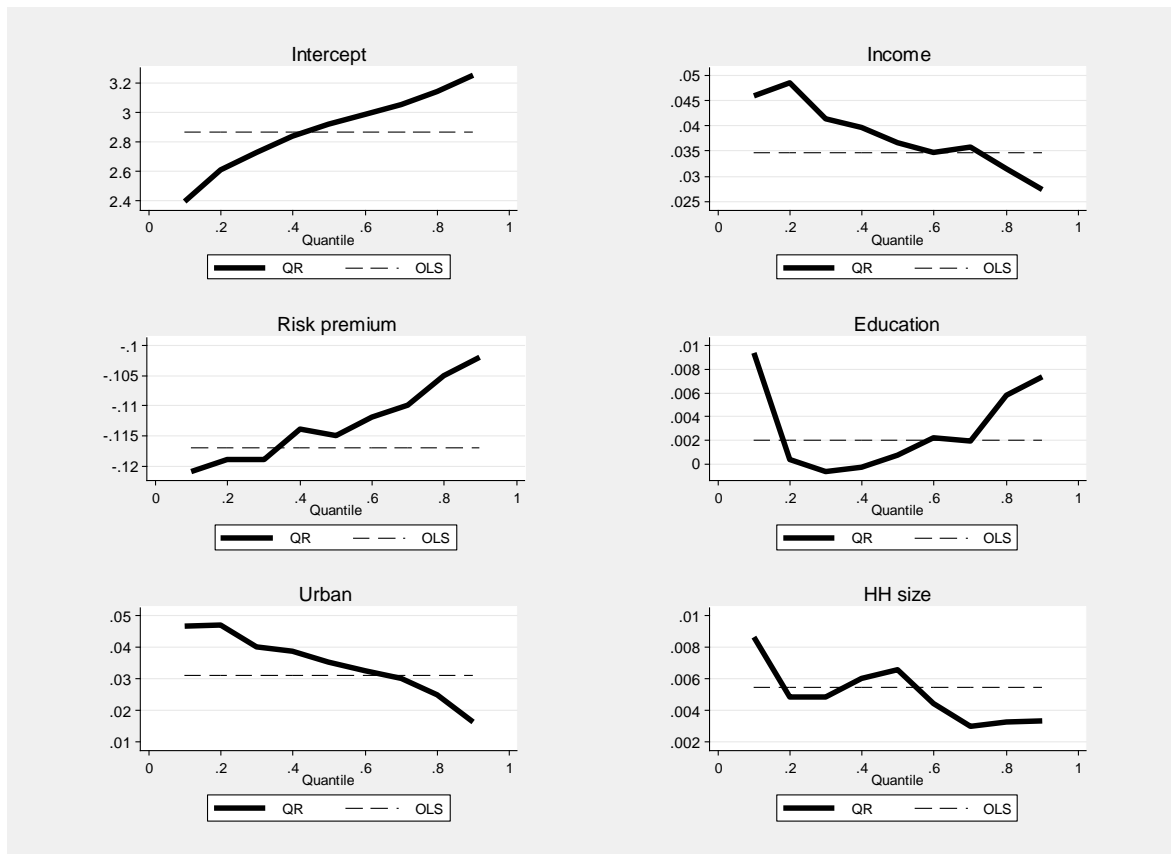 Intercept
3.2
3
2.8
2.6
2.4
0 .2 .4 .6 .8 1
Quantile
QR OLS
Income
.05
.045
.04
.035
.03
.025
0 .2 .4 .6 .8 1
Quantile
QR OLS
Risk premium
-.1
-.105
-.11
-.115
-.12
0 .2 .4 .6 .8 1
Quantile
QR OLS
Education
.01
.008
.006
.004
.002
0
0 .2 .4 .6 .8 1
Quantile
QR OLS
Urban
.05
.04
.03
.02
.01
0 .2 .4 .6 .8 1
Quantile
QR OLS
HH size
.01
.008
.006
.004
.002
0 .2 .4 .6 .8 1
Quantile
QR OLS